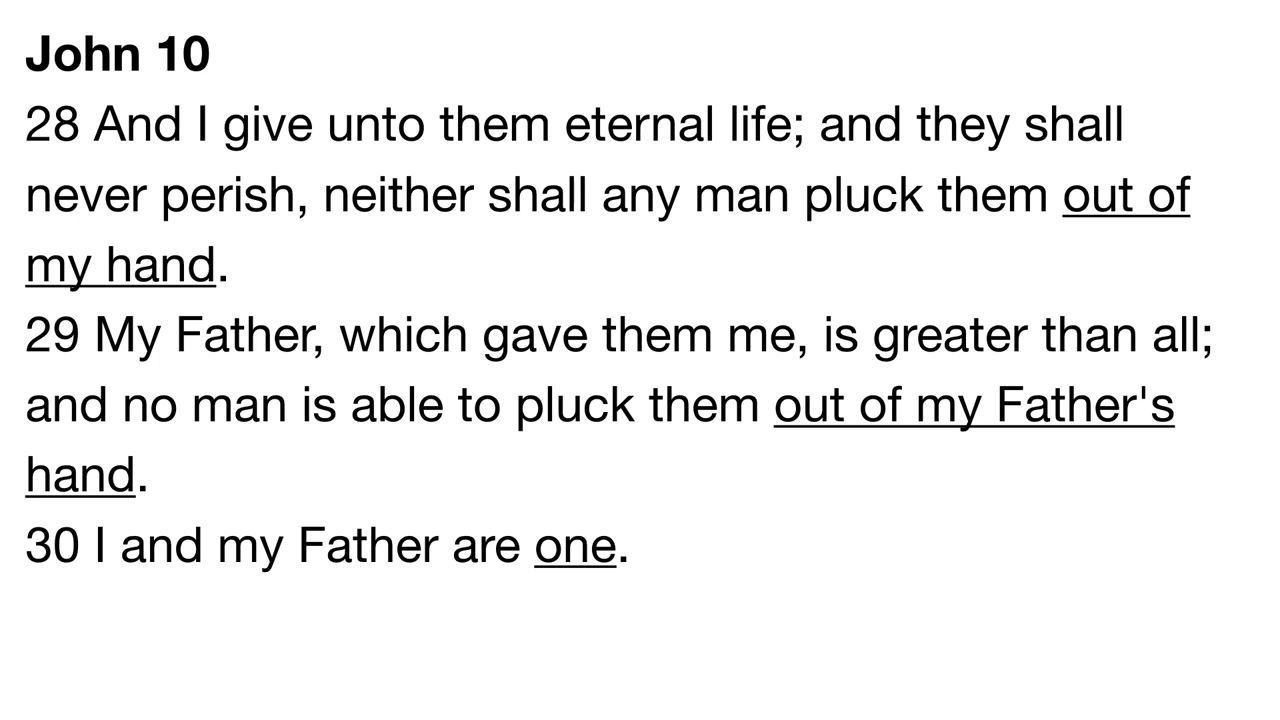 John 10
28 And I give unto them eternal life; and they shall
never perish, neither shall any man pluck them out of
my hand.
29 My Father, which gave them me, is greater than all;
and no man is able to pluck them out of my Father's
hand.
30 I and my Father are one.